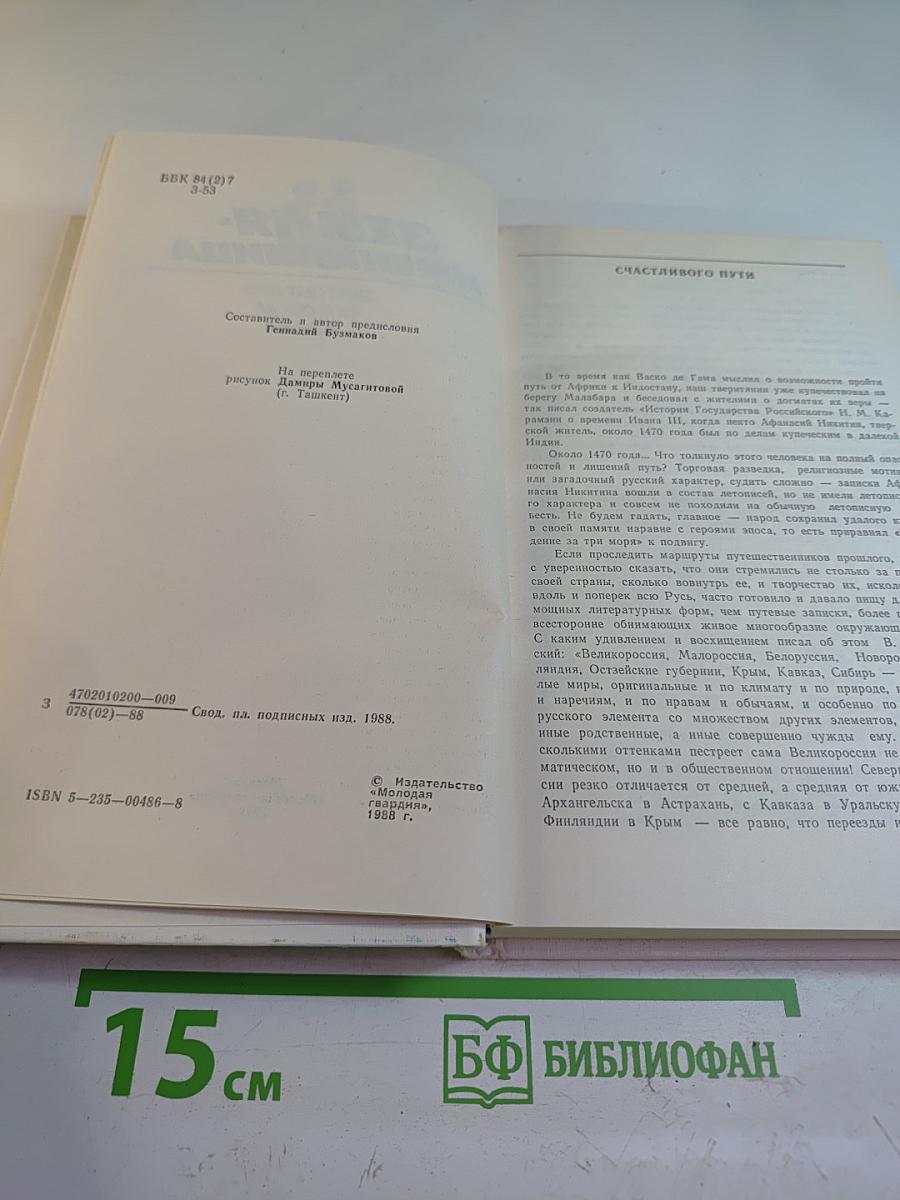 ББК 84(2)7
З-53
Составитель и автор предисловия
Геннадий Бузмаков
На переплете
рисунок Дамиры Мусагитовой
(г. Ташкент)
З 4702010200—009
078(02)—88 Свод. пл. подписных изд. 1988.
ISBN 5—235—00486—8
© Издательство
«Молодая
гвардия»,
1988 г.
СЧАСТЛИВОГО ПУТИ
В то время как Васко де Гама мыслил о возможности пройти
путь от Африки к Индостану, наш тверитянин уже купечествовал на
берегу Малабара и беседовал с жителями о догматах их веры —
так писал создатель «Истории Государства Российского» Н. М. Ка-
рамзин о времени Ивана III, когда некто Афанасий Никитин, твер-
ской житель, около 1470 года был по делам купеческим в далекой
Индии.
Около 1470 года... Что толкнуло этого человека на полный опас
ностей и лишений путь? Торговая разведка, религиозные мотив
или загадочный русский характер, судить сложно — записки Аф
насия Никитина вошли в состав летописей, но не имели летопис
го характера и совсем не походили на обычную летописную
весть. Не будем гадать, главное — народ сохранил удалого к
в своей памяти наравне с героями эпоса, то есть приравнял «
дение за три моря» к подвигу.
Если проследить маршруты путешественников прошлого,
с уверенностью сказать, что они стремились не столько за п
своей страны, сколько вовнутрь ее, и творчество их, искол
вдоль и поперек всю Русь, часто готовило и давало пищу д
мощных литературных форм, чем путевые записки, более
всесторонне обнимающих живое многообразие окружающ
С каким удивлением и восхищением писал об этом В.
ский: «Великороссия, Малороссия, Белоруссия, Новоро
ляндия, Остзейские губернии, Крым, Кавказ, Сибирь —
лые миры, оригинальные и по климату и по природе,
и наречиям, и по нравам и обычаям, и особенно по
русского элемента со множеством других элементов,
иные родственные, а иные совершенно чужды ему.
сколькими оттенками пестреет сама Великороссия не
матическом, но и в общественном отношении! Север
сии резко отличается от средней, а средняя от юж
Архангельска в Астрахань, с Кавказа в Уральску
Финляндии в Крым — все равно, что переезды и
15 см
БФ БИБЛИОФАН